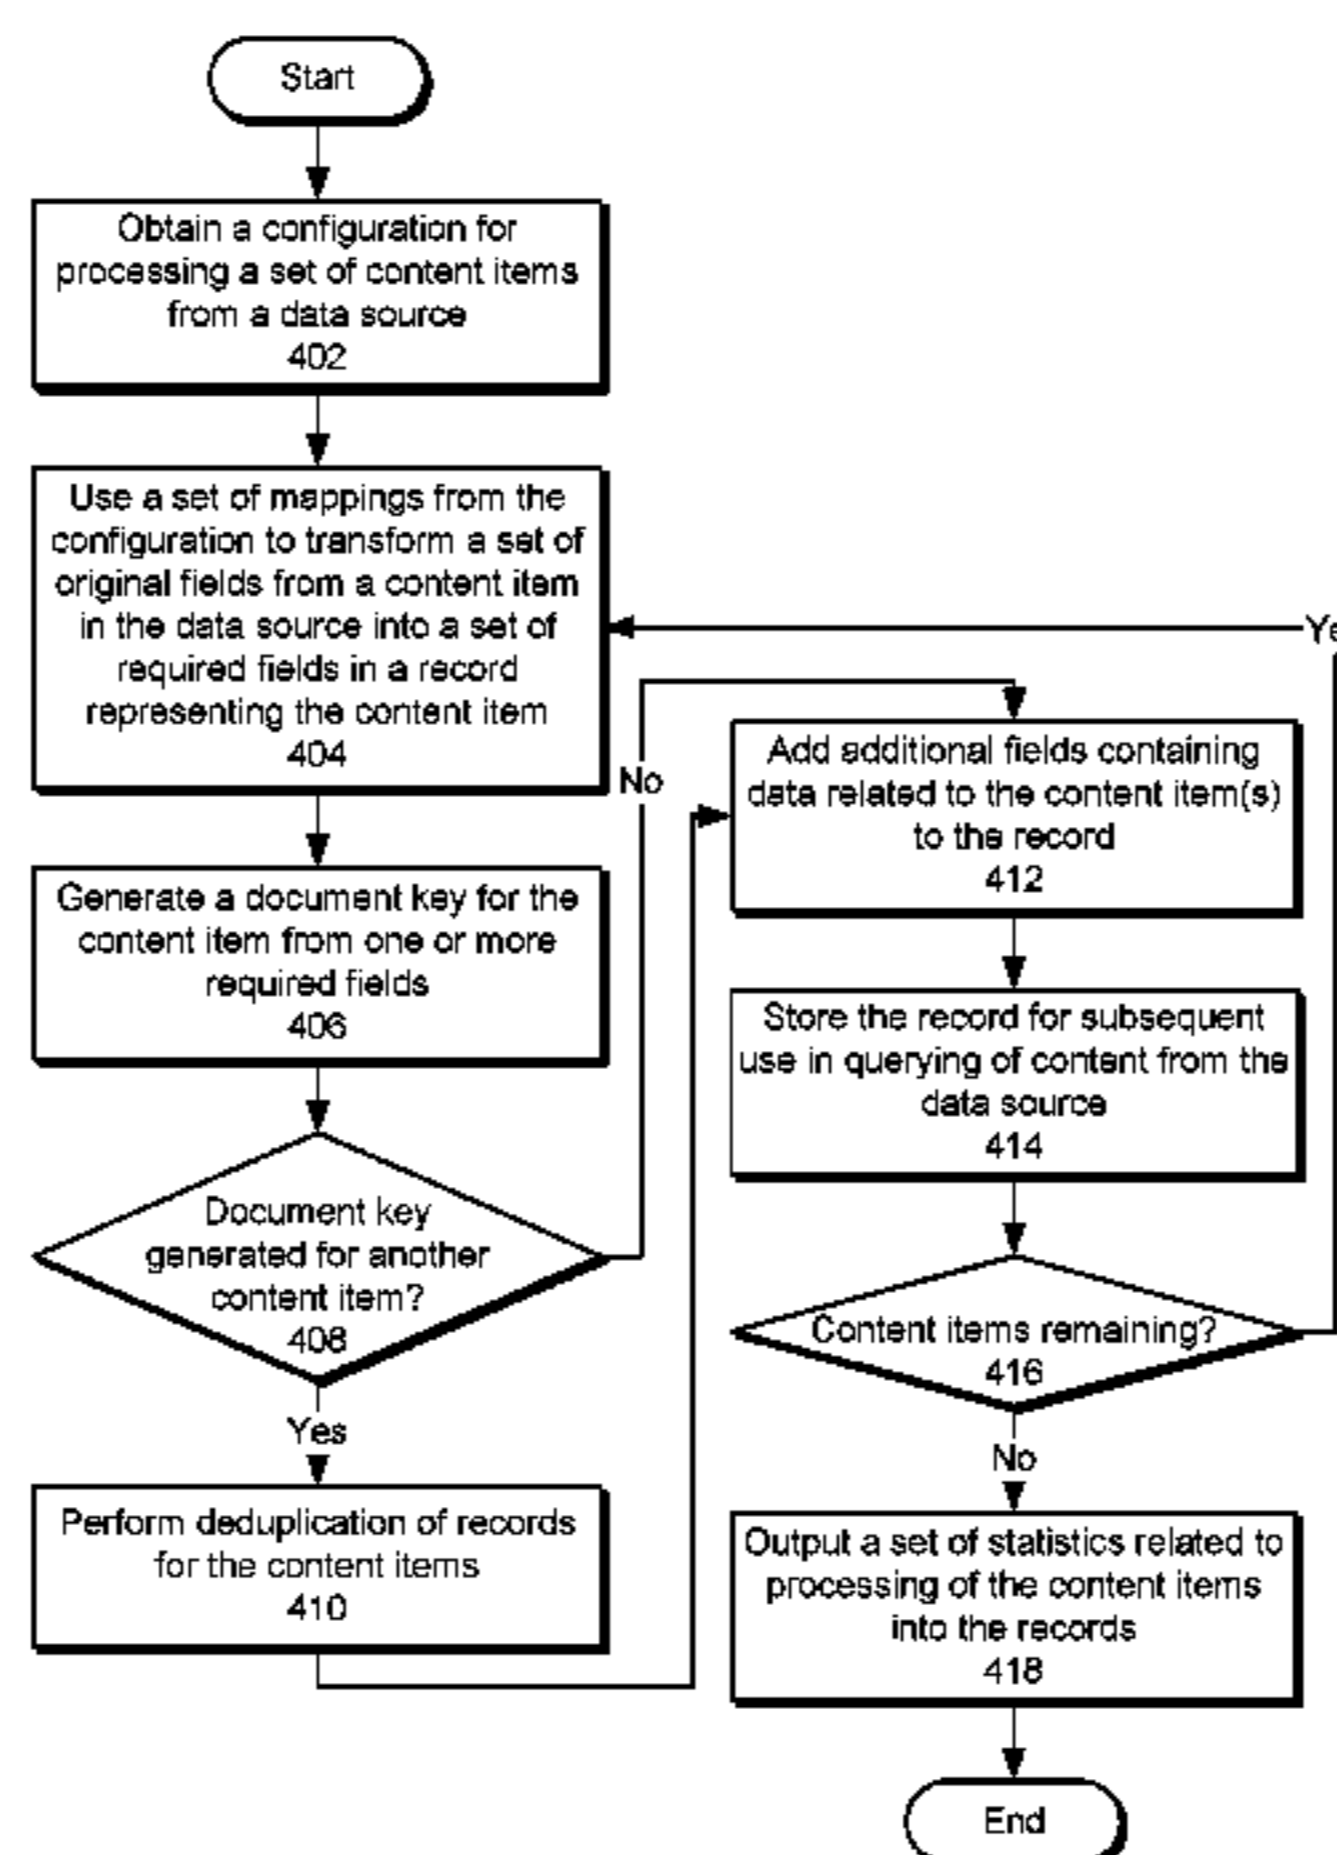 Start
Obtain a configuration for
processing a set of content items
from a data source
402
Use a set of mappings from the
configuration to transform a set of
original fields from a content item
in the data source into a set of
required fields in a record
representing the content item
404
Generate a document key for the
content item from one or more
required fields
406
Document key
generated for another
content item?
408
Yes
Perform deduplication of records
for the content items
410
No
Ye
Add additional fields containing
data related to the content item(s)
to the record
412
Store the record for subsequent
use in querying of content from the
data source
414
Content items remaining?
416
No
Output a set of statistics related to
processing of the content items
into the records
418
End